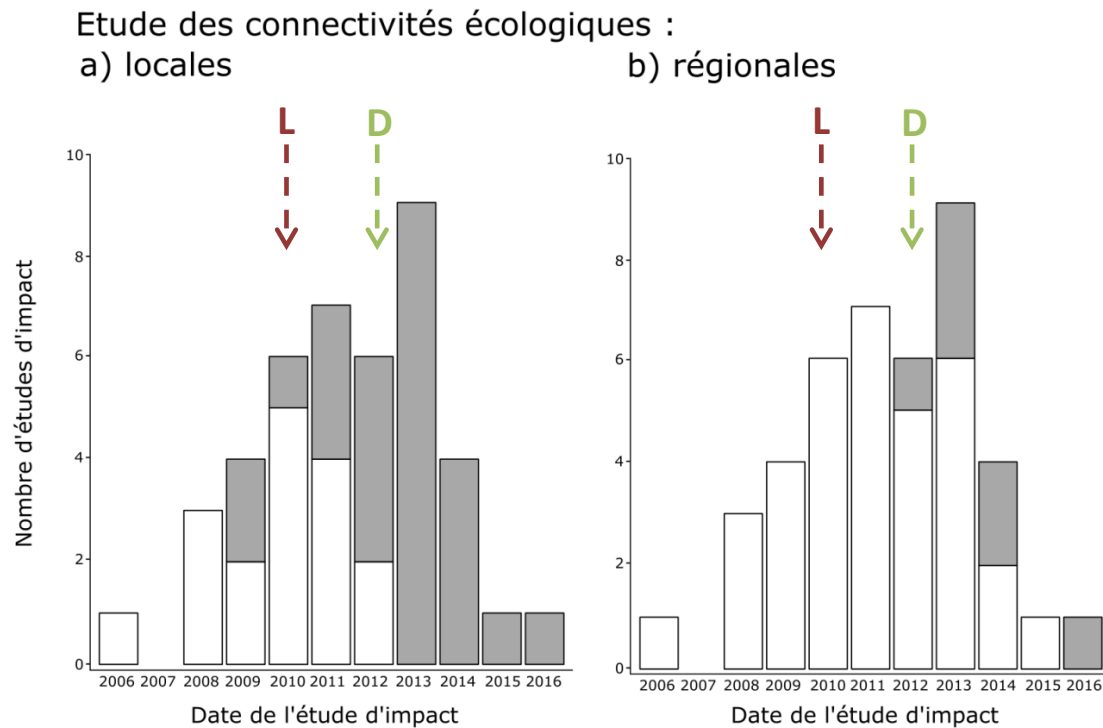 Etude des connectivités écologiques :
a) locales
b) régionales
L
D
L
D
Nombre d'études d'impact
10
8
6
4
2
0
2006 2007 2008 2009 2010 2011 2012 2013 2014 2015 2016
Date de l'étude d'impact
10
8
6
4
2
0
2006 2007 2008 2009 2010 2011 2012 2013 2014 2015 2016
Date de l'étude d'impact